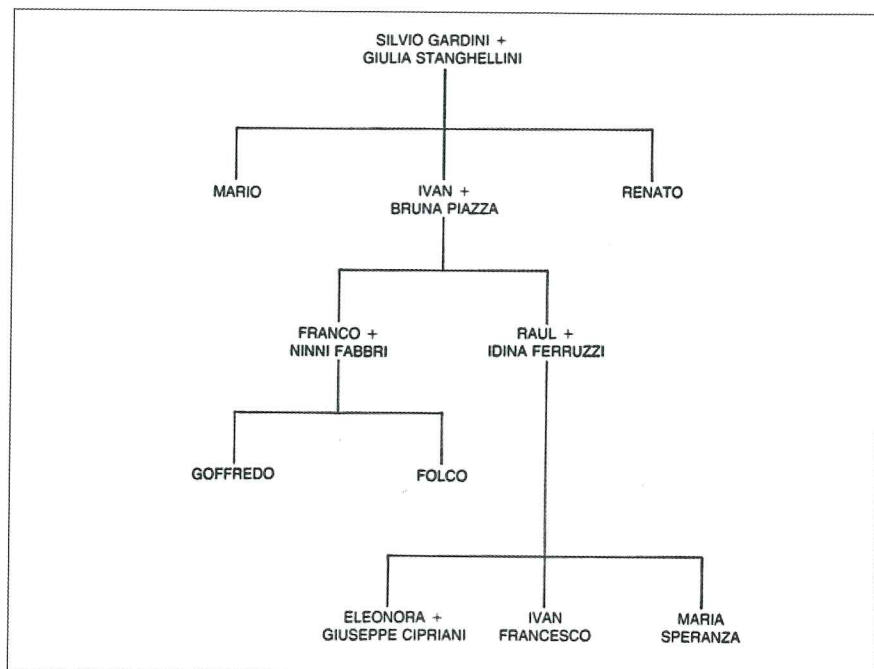 SILVIO GARDINI +
GIULIA STANGHELLINI
MARIO
IVAN +
BRUNA PIAZZA
RENATO
FRANCO +
NINNI FABBRI
RAUL +
IDINA FERRUZZI
GOFFREDO
FOLCO
ELEONORA +
GIUSEPPE CIPRIANI
IVAN
FRANCESCO
MARIA
SPERANZA